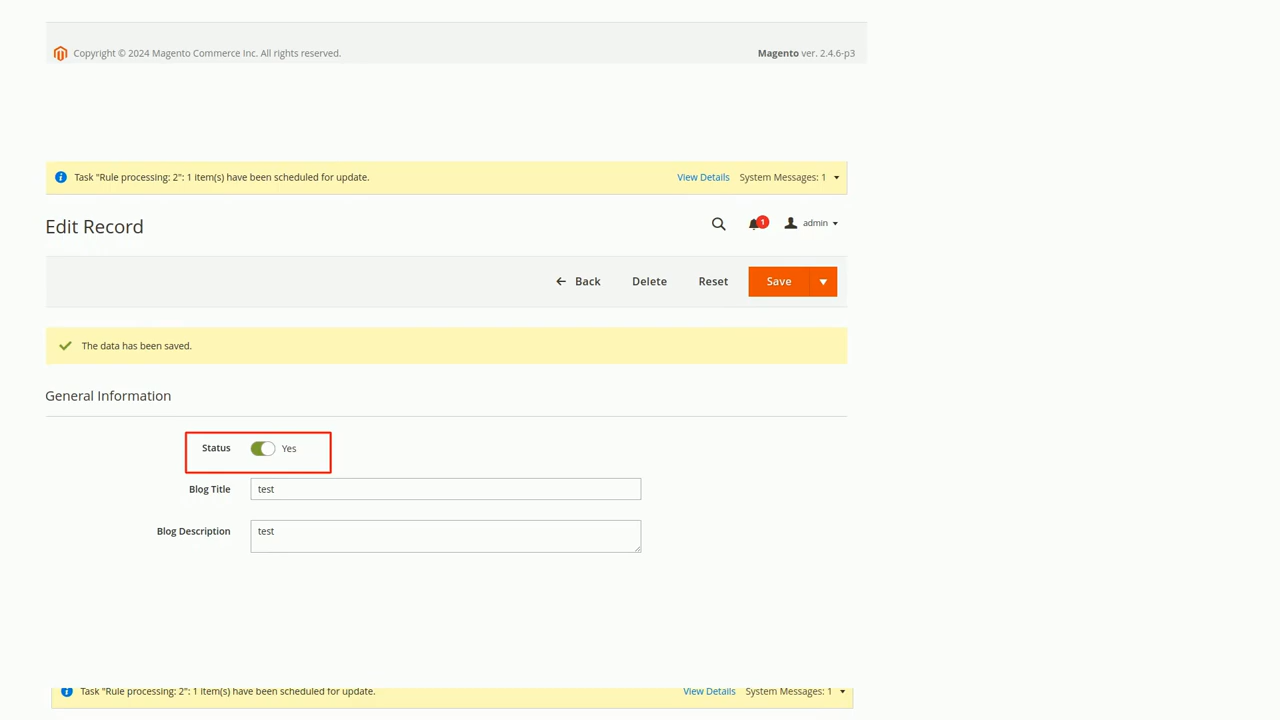 Copyright © 2024 Magento Commerce Inc. All rights reserved. Magento ver. 2.4.6-p3
Task "Rule processing: 2": 1 item(s) have been scheduled for update. View Details System Messages: 1
Edit Record 1 admin
Back Delete Reset Save
The data has been saved.
General Information
Status Yes
Blog Title test
Blog Description test
Task "Rule processing: 2": 1 item(s) have been scheduled for update. View Details System Messages: 1